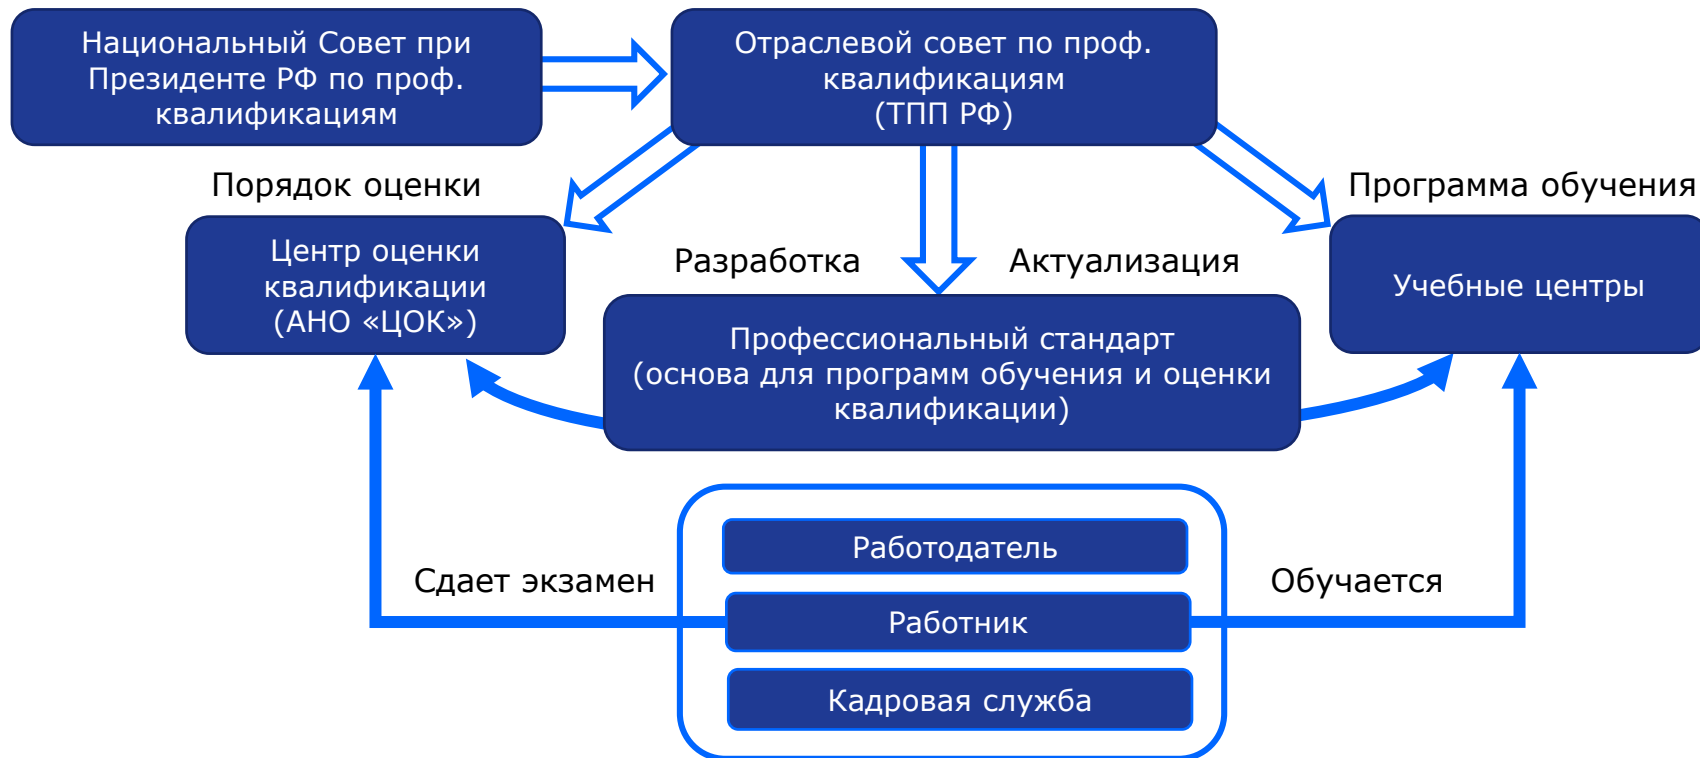 Национальный Совет при
Президенте РФ по проф.
квалификациям
Отраслевой совет по проф.
квалификациям
(ТПП РФ)
Порядок оценки
Программа обучения
Центр оценки
квалификации
(АНО «ЦОК»)
Разработка
Актуализация
Учебные центры
Профессиональный стандарт
(основа для программ обучения и оценки
квалификации)
Работодатель
Сдает экзамен
Обучается
Работник
Кадровая служба